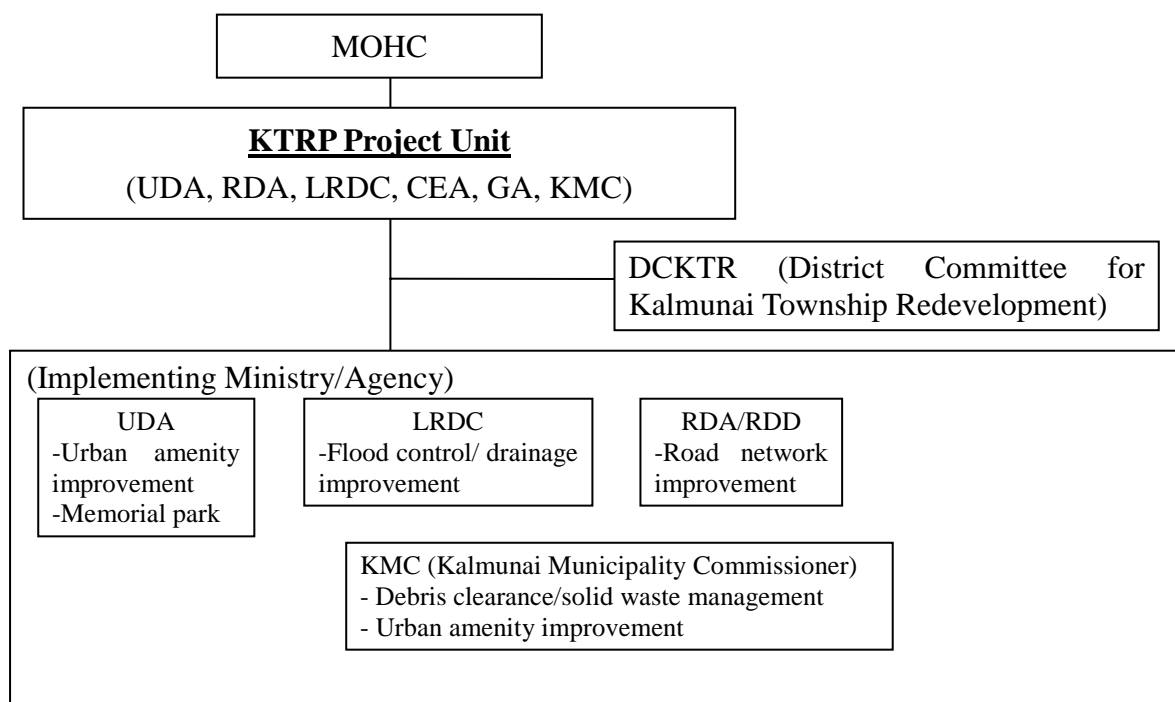 MOHC
KTRP Project Unit
(UDA, RDA, LRDC, CEA, GA, KMC)
DCKTR (District Committee for
Kalmunai Township Redevelopment)
(Implementing Ministry/Agency)
UDA
-Urban amenity
improvement
-Memorial park
LRDC
-Flood control/ drainage
improvement
RDA/RDD
-Road network
improvement
KMC (Kalmunai Municipality Commissioner)
- Debris clearance/solid waste management
- Urban amenity improvement